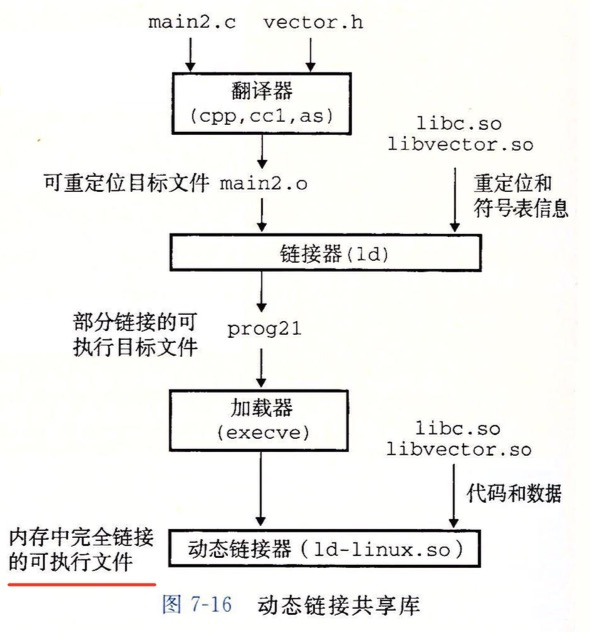 main2.c vector.h
翻译器
(cpp,cc1,as)
libc.so
libvector.so
可重定位目标文件 main2.o
重定位和
符号表信息
链接器(ld)
部分链接的可
执行目标文件
prog21
加载器
(execve)
libc.so
libvector.so
代码和数据
内存中完全链接
的可执行文件
动态链接器(ld-linux.so)
图 7-16 动态链接共享库